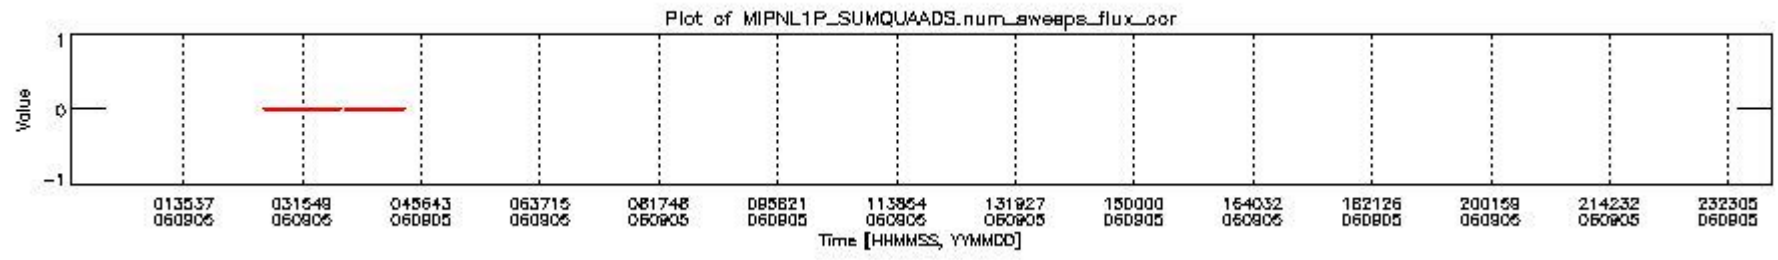 Plot of MIPNL1P_SUMQUAADS.num_sweeps_flux_cor
1
Value
0
-1
013537 031549 045643 063715 081748 095821 113854 131927 150000 164032 182126 200159 214232 232305
060905 060905 060905 060905 060905 060905 060905 060905 060905 060905 060905 060905 060905 060905
Time [HHMMSS, YYMMDD]